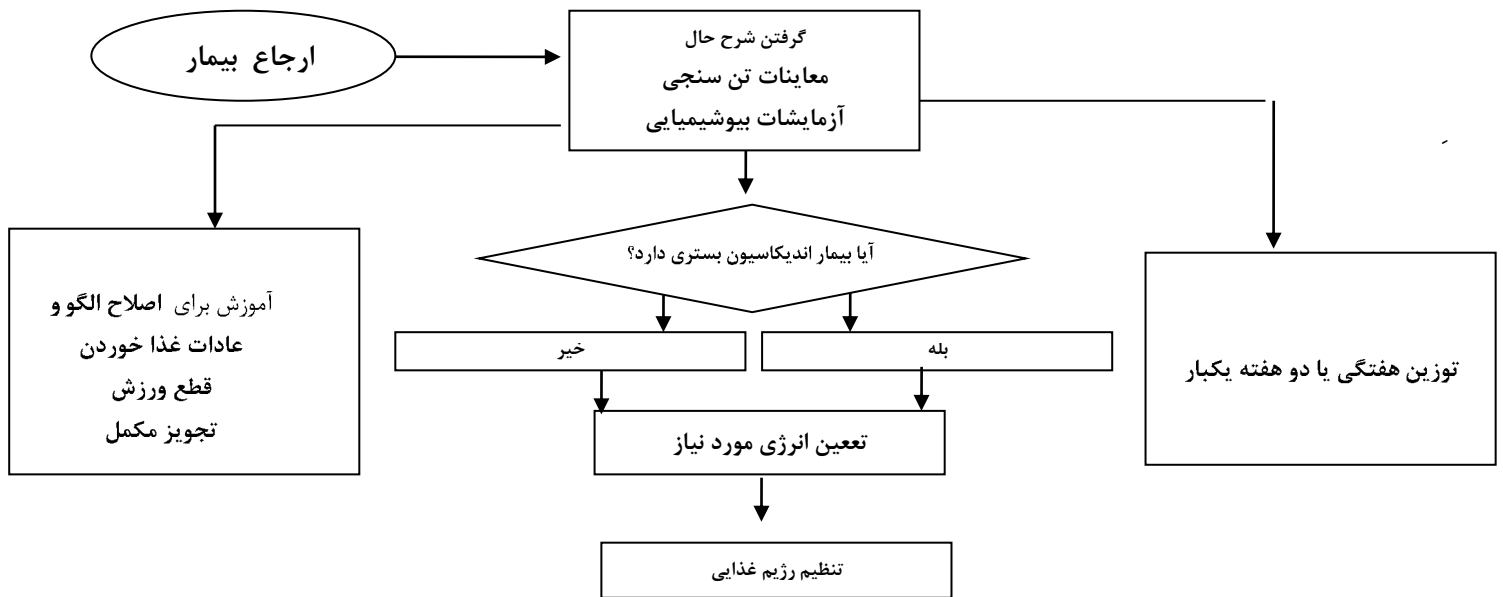 ارجاع بیمار
گرفتن شرح حال
معاینات تن سنجی
آزمایشات بیوشیمیایی
آیا بیمار اندیکاسیون بستری دارد؟
بله
خیر
تععین انرژی مورد نیاز
تنظیم رژیم غذایی
توزین هفتگی یا دو هفته یکبار
آموزش برای اصلاح الگو و
عادات غذا خوردن
قطع ورزش
تجویز مکمل